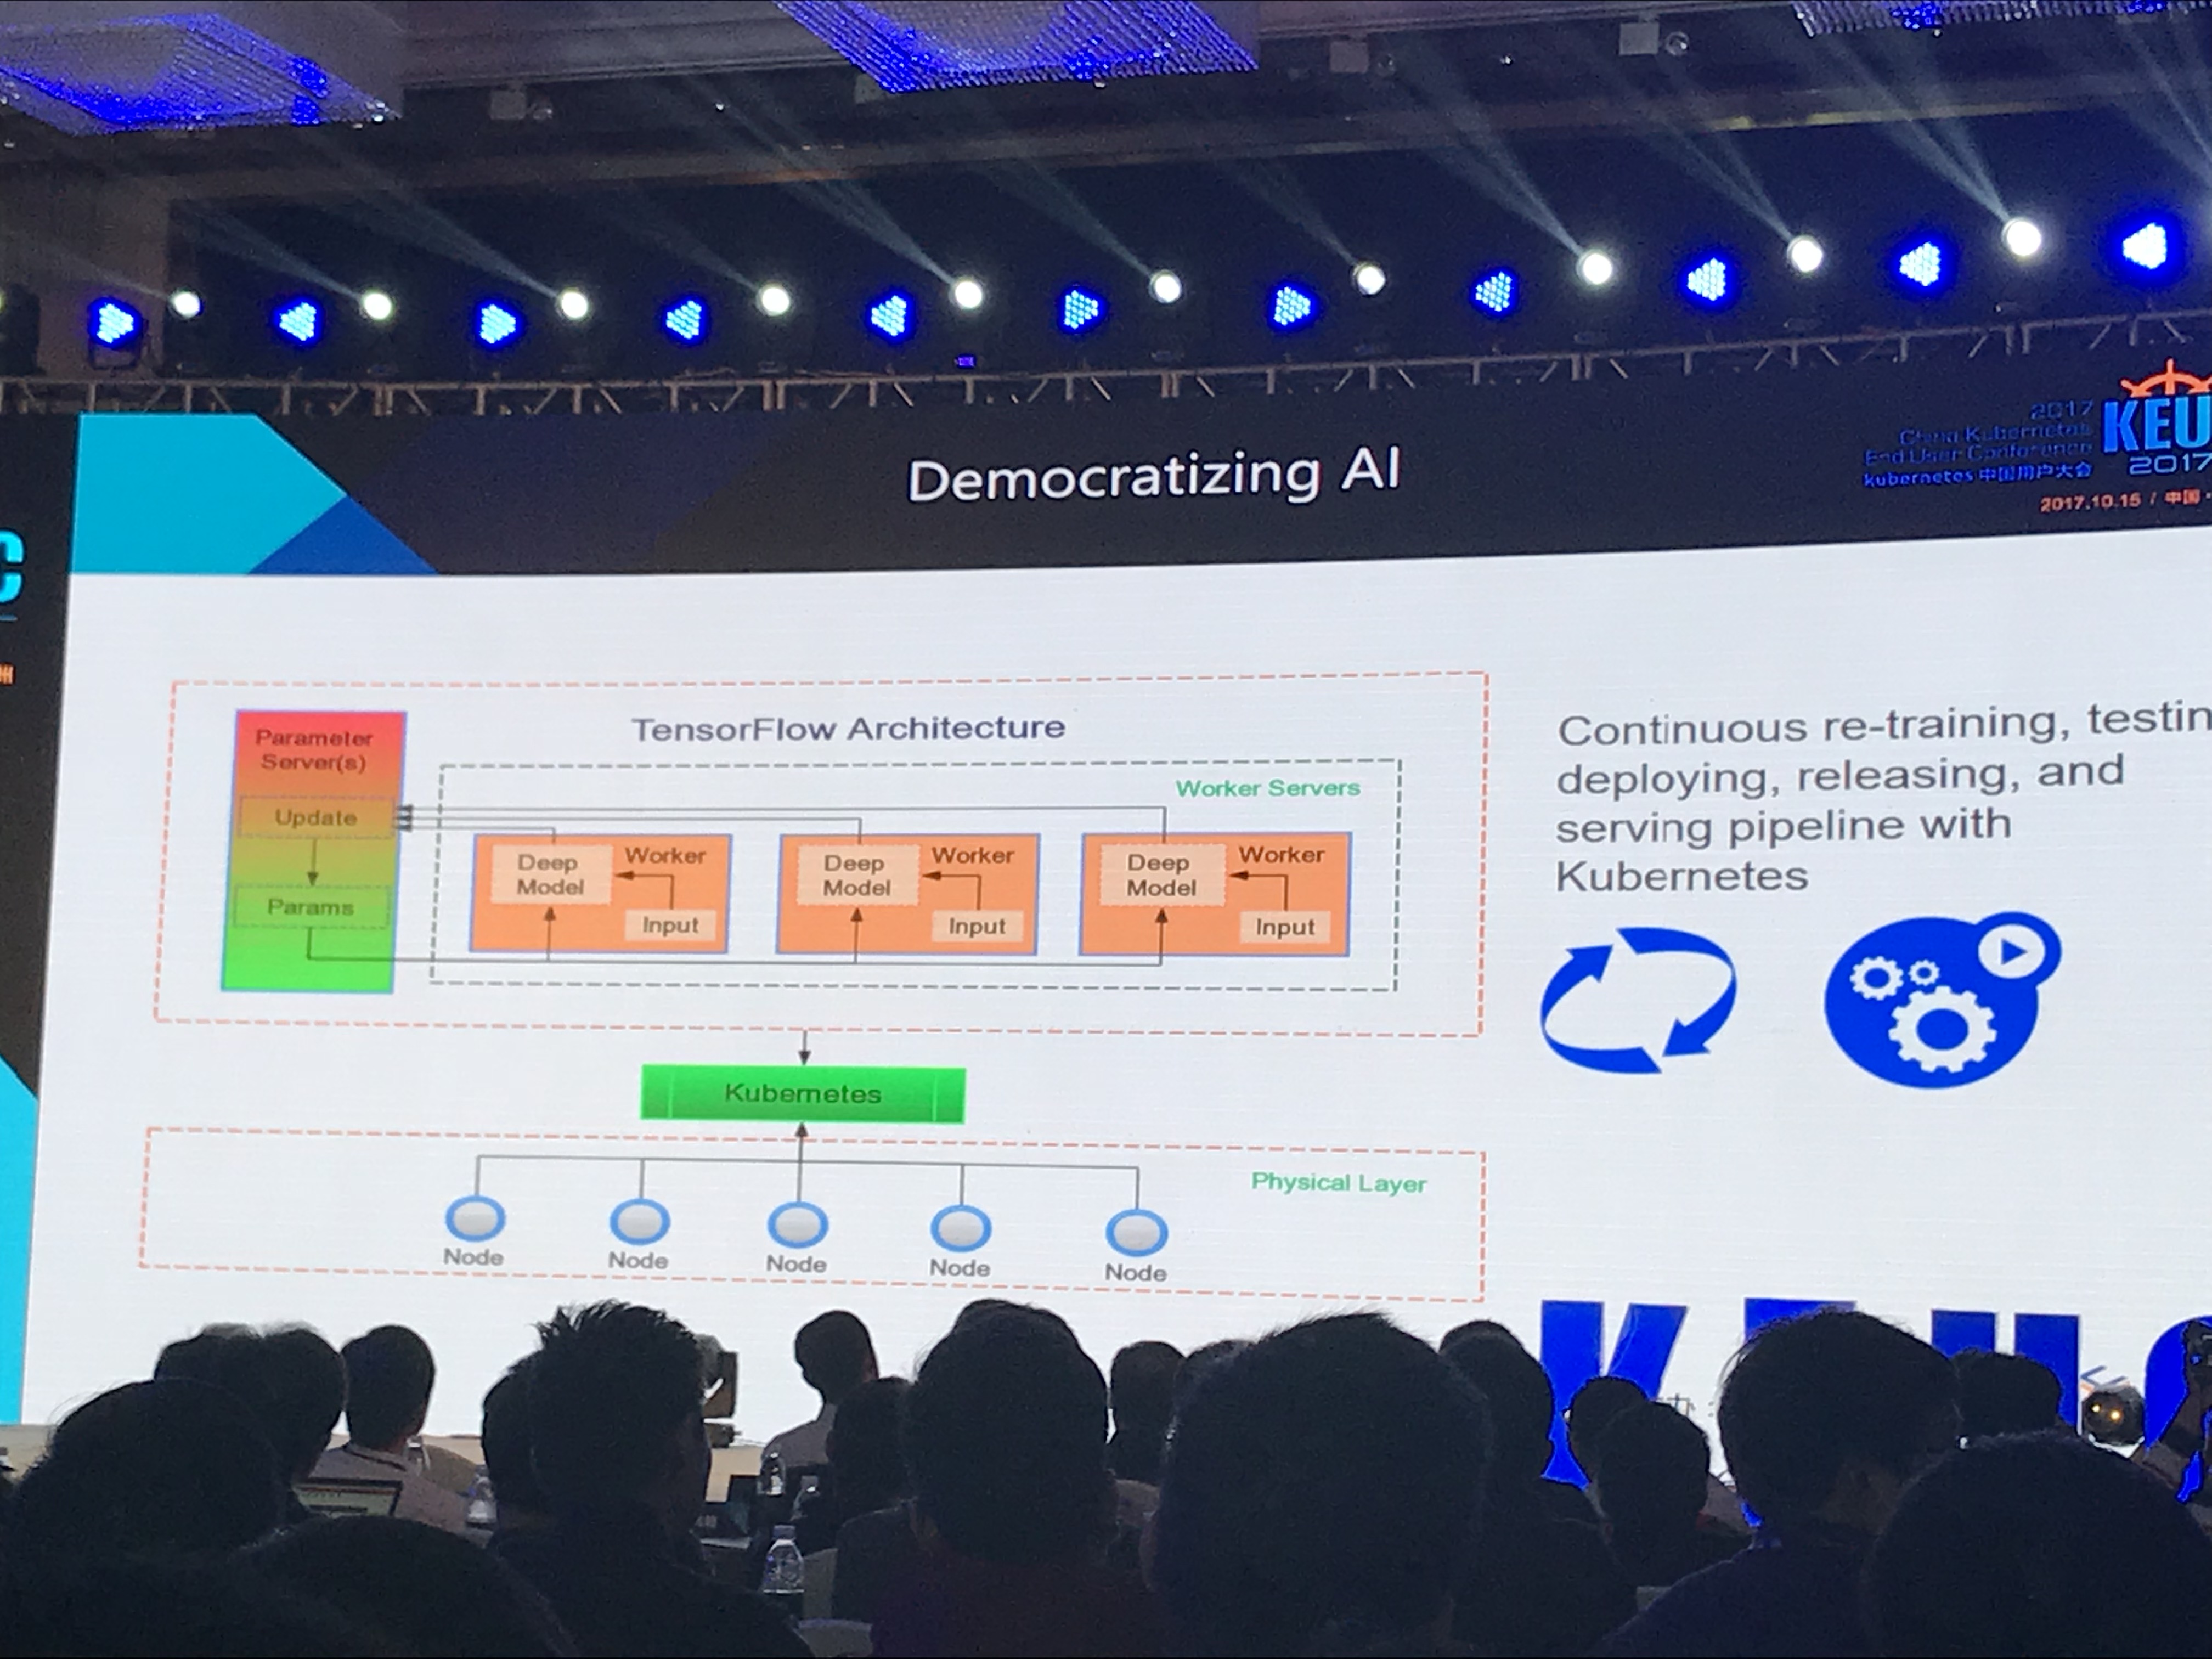 Democratizing AI
2017
China Kubernetes
End User Conference
kubernetes 中国用户大会
KEU
2017
2017.10.15 / 中国
C
州
TensorFlow Architecture
Parameter
Server(s)
Update
Params
Worker Servers
Deep
Model
Worker
Input
Deep
Model
Worker
Input
Deep
Model
Worker
Input
Kubernetes
Physical Layer
Node
Node
Node
Node
Node
Continuous re-training, testin
deploying, releasing, and
serving pipeline with
Kubernetes